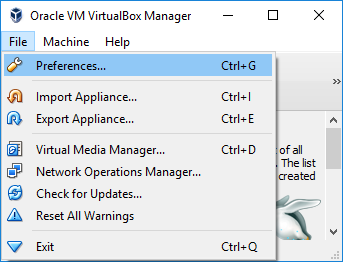 Oracle VM VirtualBox Manager
File Machine Help
Preferences... Ctrl+G
Import Appliance... Ctrl+I
Export Appliance... Ctrl+E
Virtual Media Manager... Ctrl+D
Network Operations Manager...
Check for Updates...
Reset All Warnings
Exit Ctrl+Q
»
t of all
. The list
created